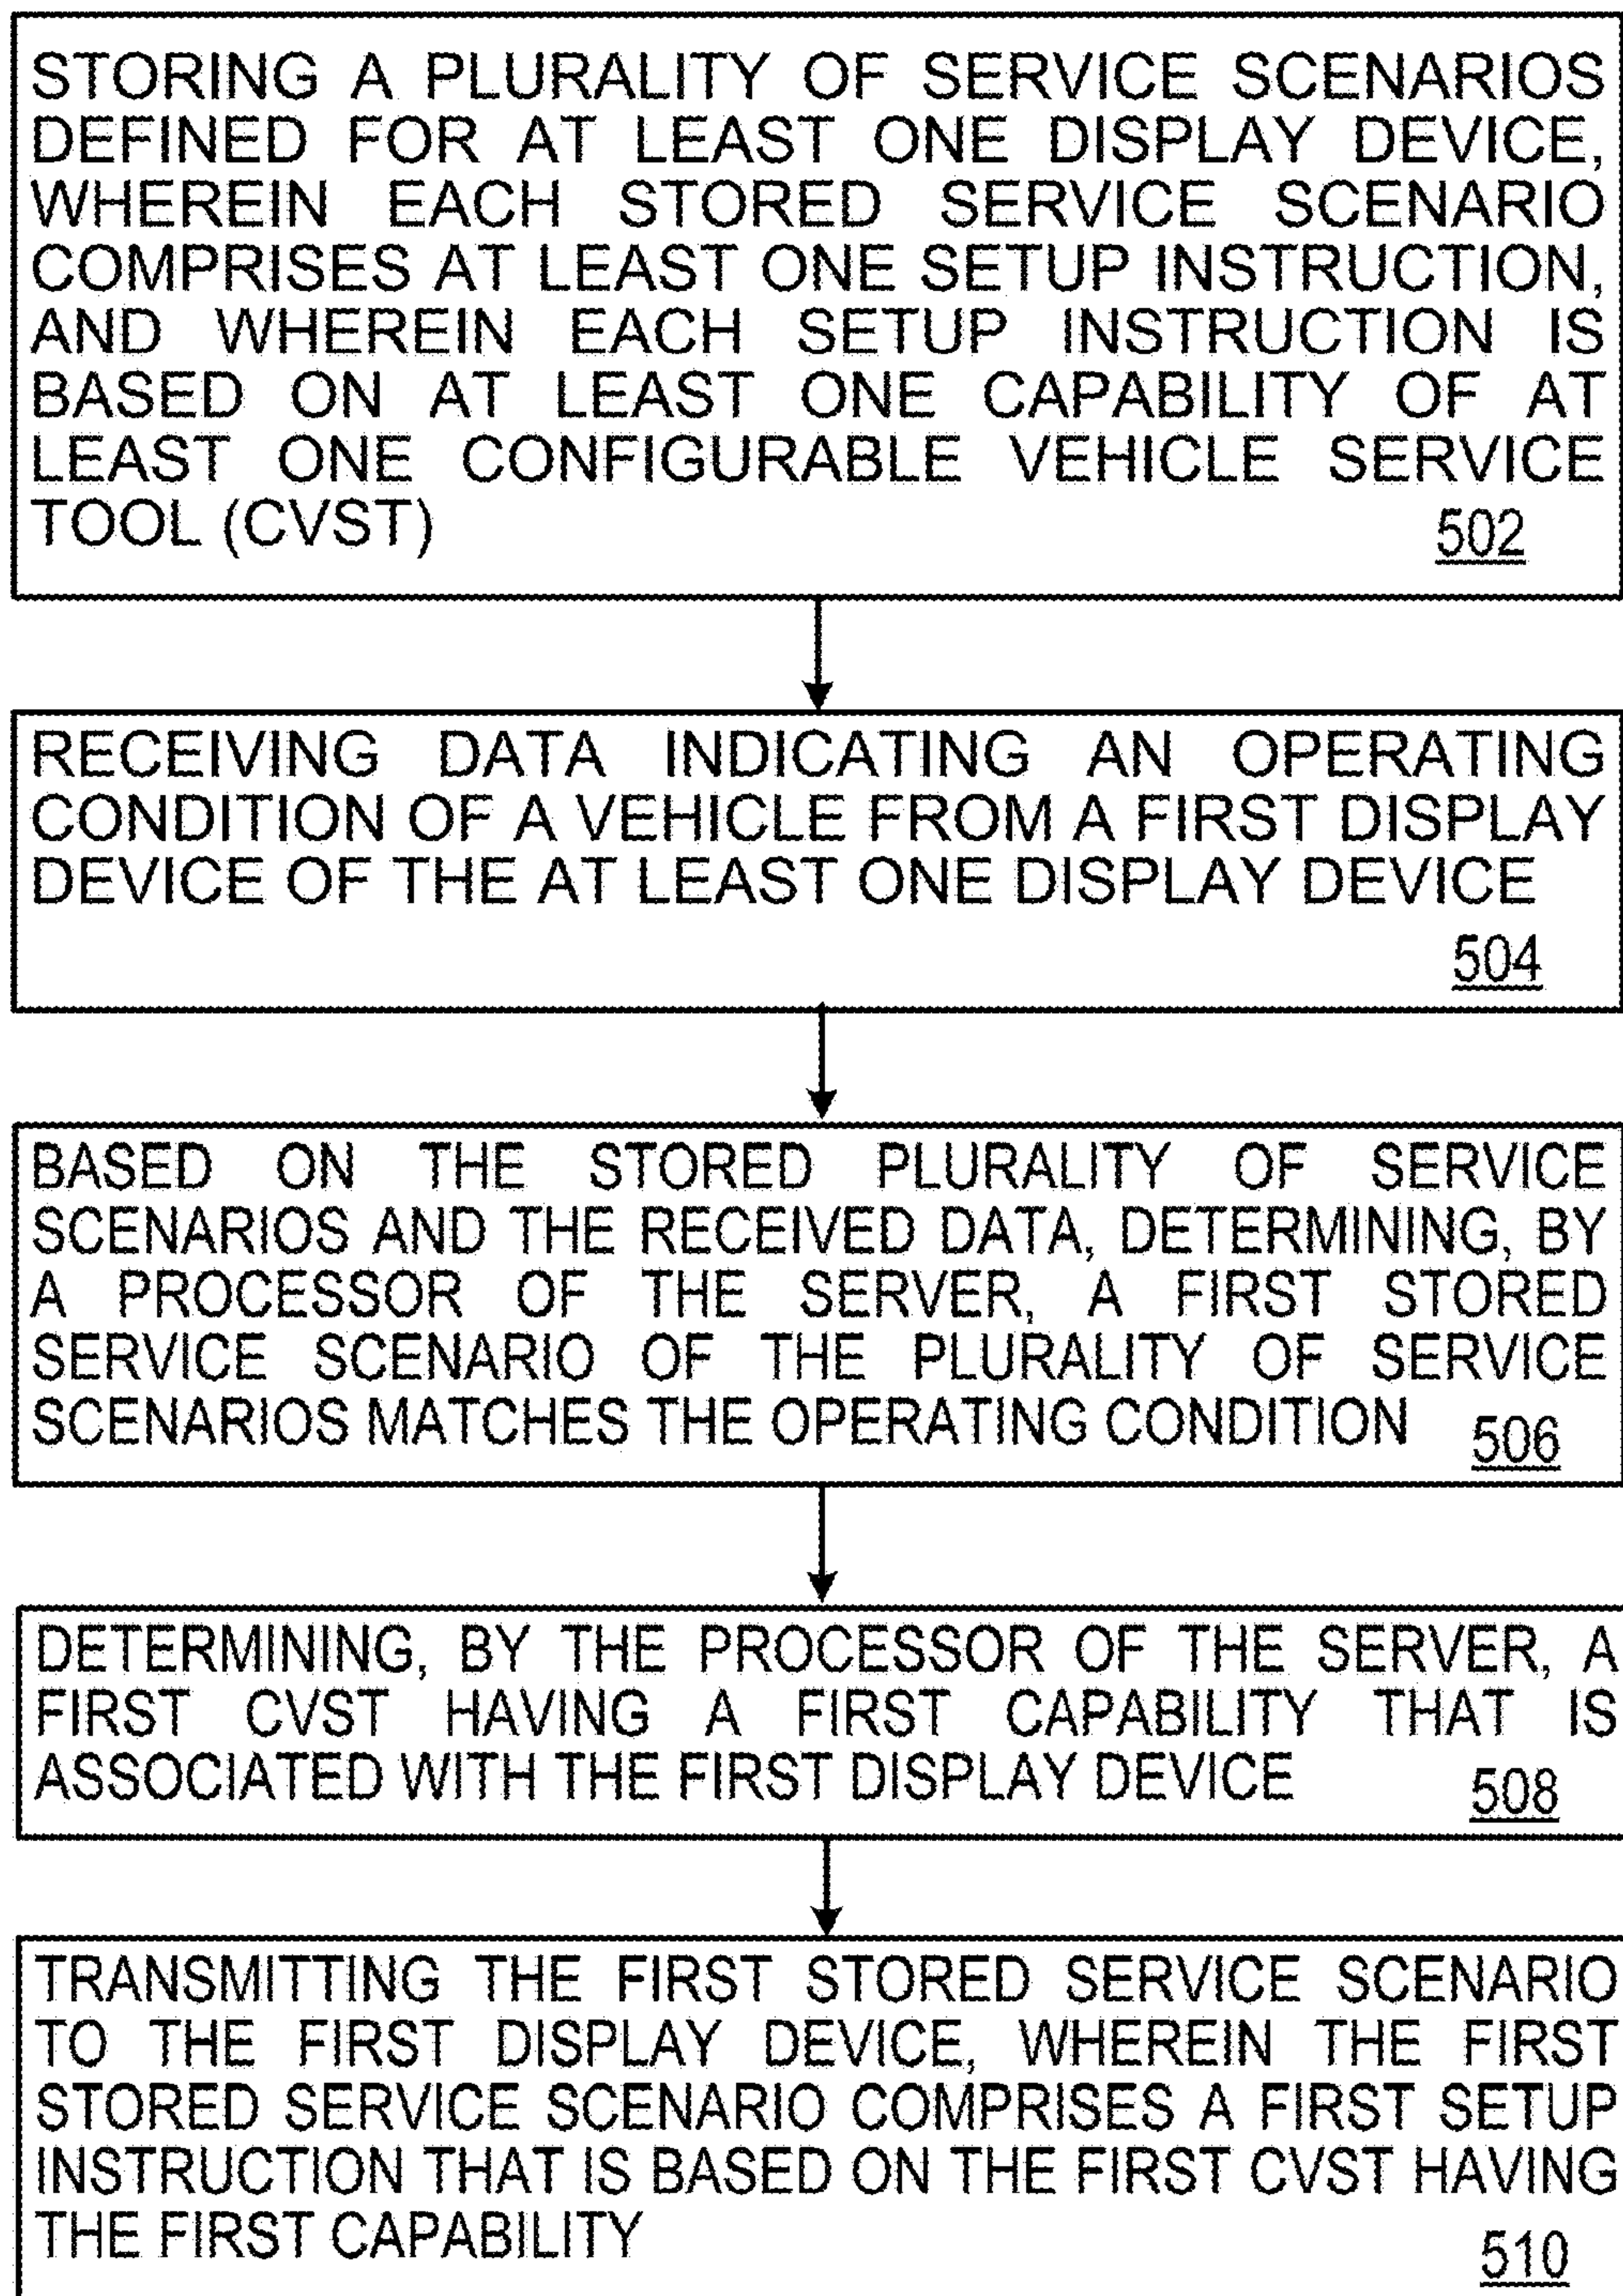 STORING A PLURALITY OF SERVICE SCENARIOS
DEFINED FOR AT LEAST ONE DISPLAY DEVICE,
WHEREIN EACH STORED SERVICE SCENARIO
COMPRISES AT LEAST ONE SETUP INSTRUCTION,
AND WHEREIN EACH SETUP INSTRUCTION IS
BASED ON AT LEAST ONE CAPABILITY OF AT
LEAST ONE CONFIGURABLE VEHICLE SERVICE
TOOL (CVST)
502
RECEIVING DATA INDICATING AN OPERATING
CONDITION OF A VEHICLE FROM A FIRST DISPLAY
DEVICE OF THE AT LEAST ONE DISPLAY DEVICE
504
BASED ON THE STORED PLURALITY OF SERVICE
SCENARIOS AND THE RECEIVED DATA, DETERMINING, BY
A PROCESSOR OF THE SERVER, A FIRST STORED
SERVICE SCENARIO OF THE PLURALITY OF SERVICE
SCENARIOS MATCHES THE OPERATING CONDITION
506
DETERMINING, BY THE PROCESSOR OF THE SERVER, A
FIRST CVST HAVING A FIRST CAPABILITY THAT IS
ASSOCIATED WITH THE FIRST DISPLAY DEVICE
508
TRANSMITTING THE FIRST STORED SERVICE SCENARIO
TO THE FIRST DISPLAY DEVICE, WHEREIN THE FIRST
STORED SERVICE SCENARIO COMPRISES A FIRST SETUP
INSTRUCTION THAT IS BASED ON THE FIRST CVST HAVING
THE FIRST CAPABILITY
510